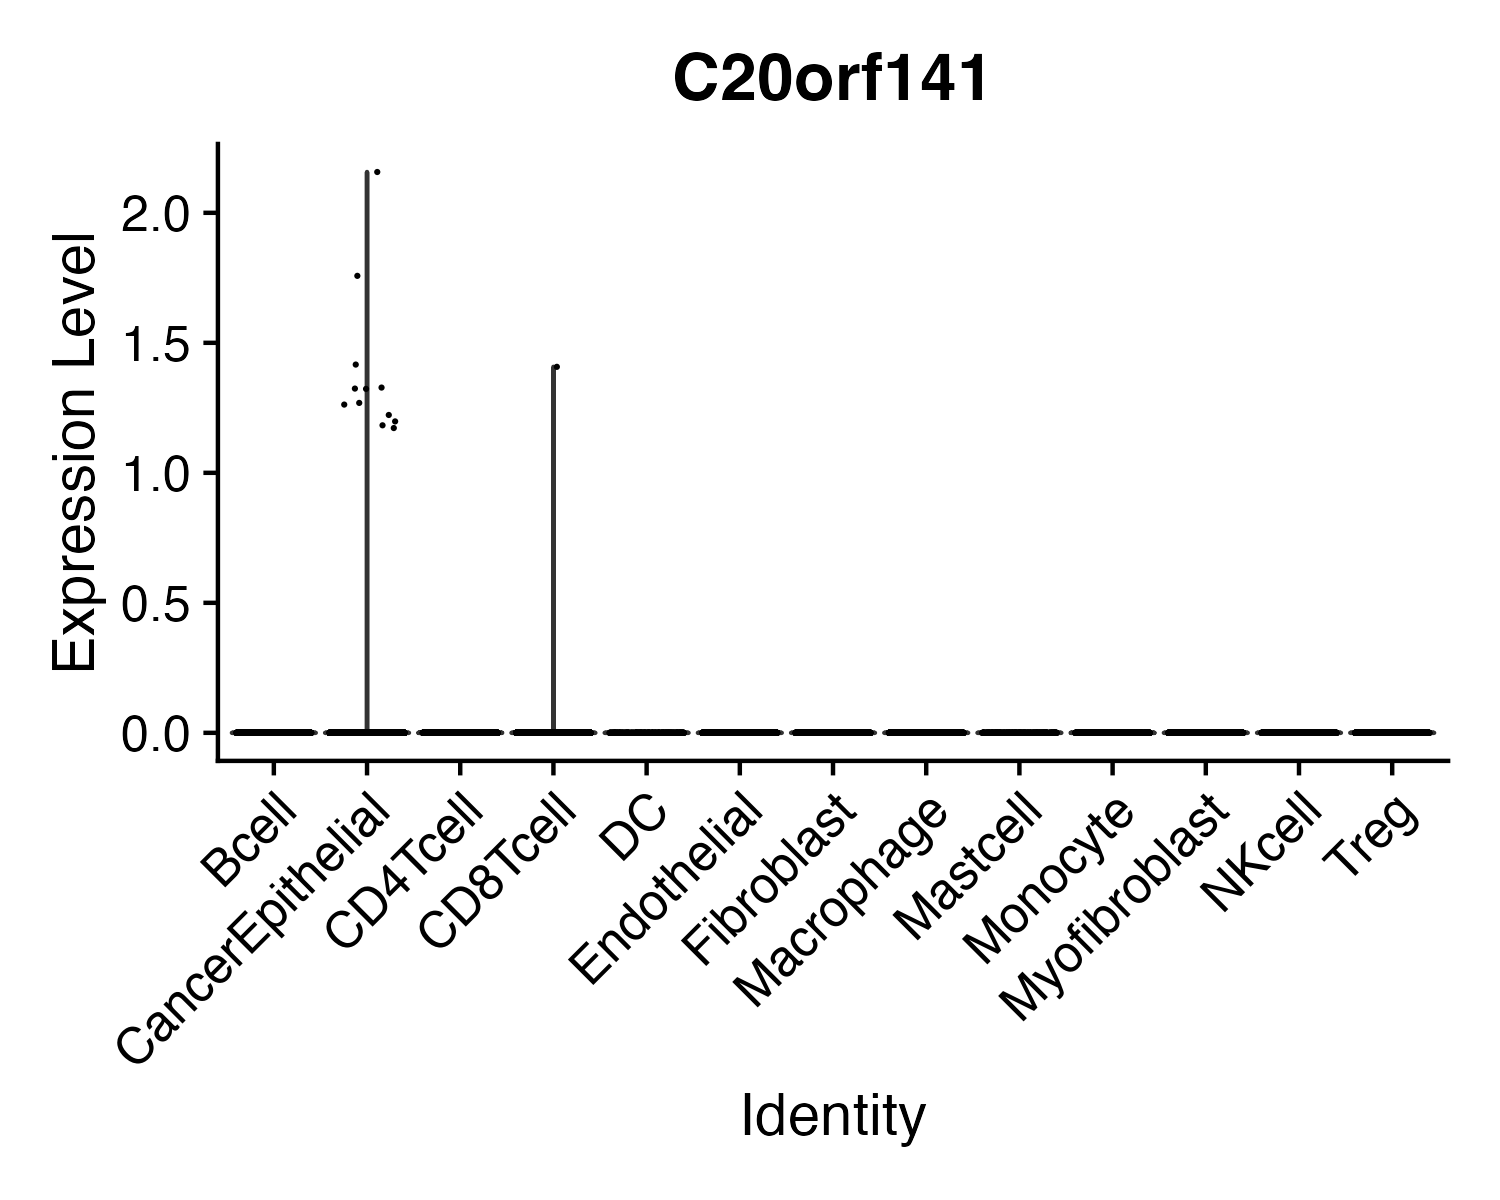 C20orf141
Expression Level
2.0
1.5
1.0
0.5
0.0
Bcell
CancerEpithelial
CD4Tcell
CD8Tcell
DC
Endothelial
Fibroblast
Macrophage
Mastcell
Monocyte
Myofibroblast
NKcell
Treg
Identity